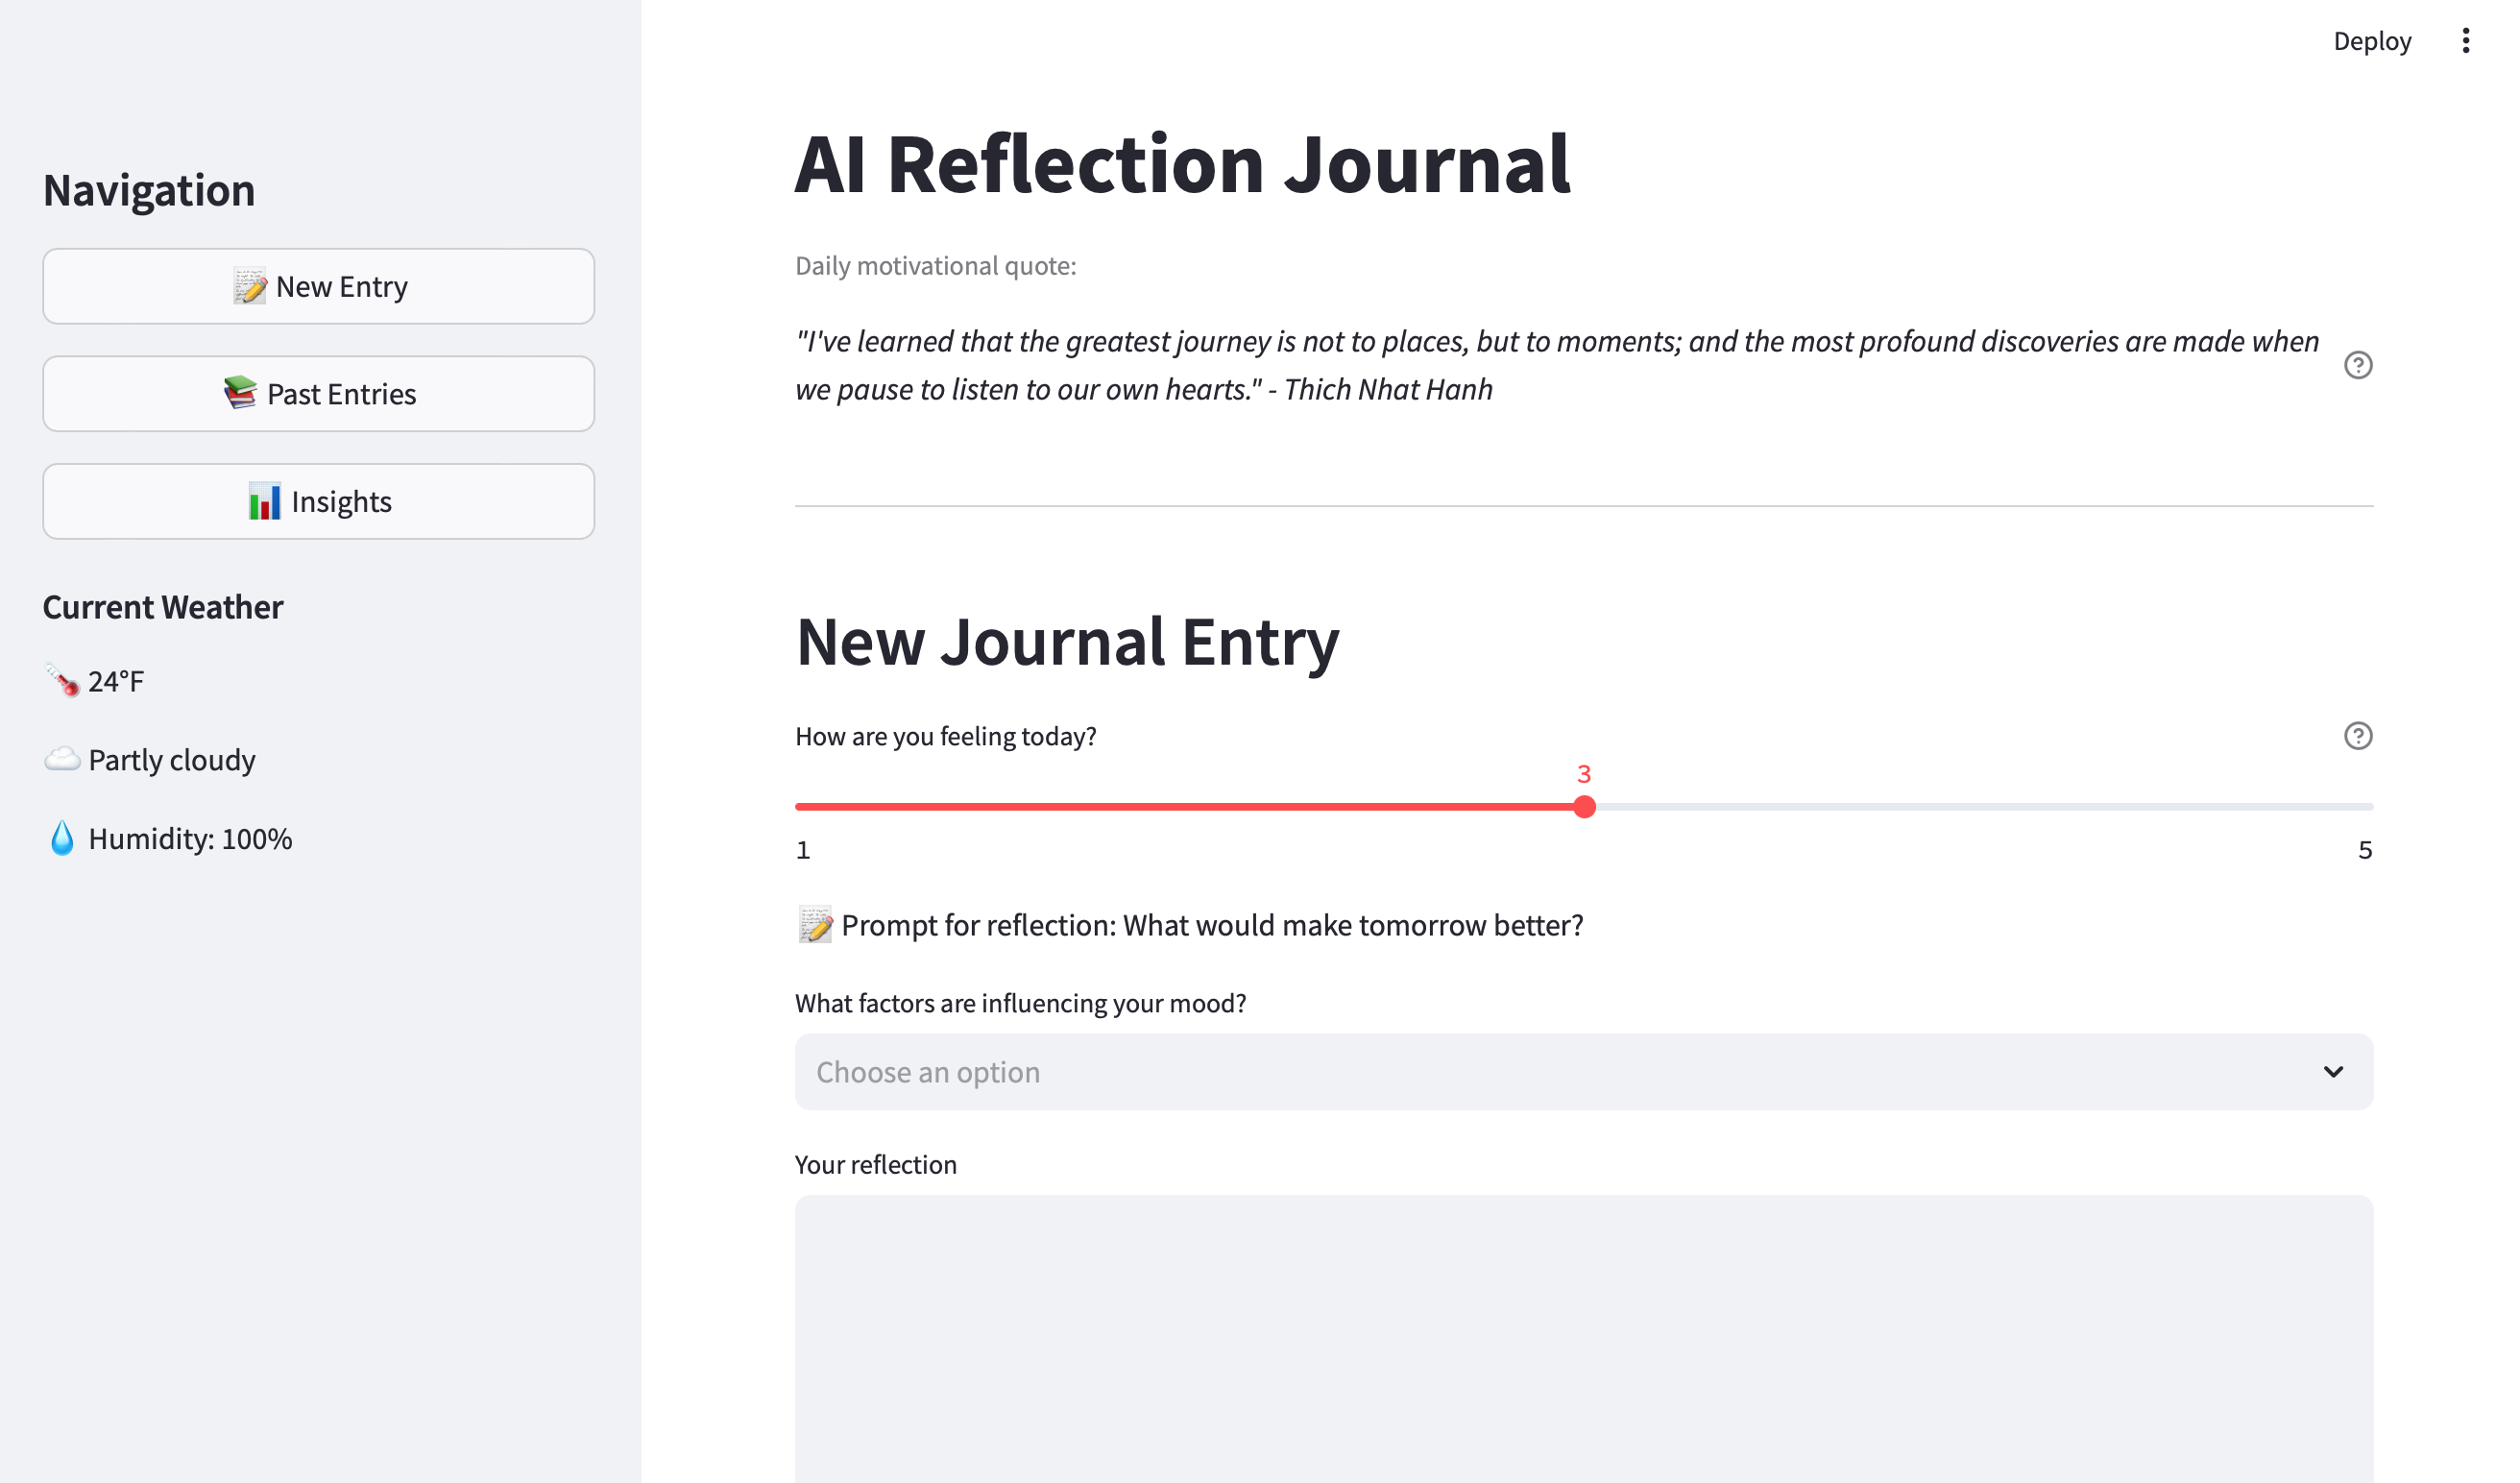 Deploy
Navigation
New Entry
Past Entries
Insights
Current Weather
24°F
Partly cloudy
Humidity: 100%
AI Reflection Journal
Daily motivational quote:
"I've learned that the greatest journey is not to places, but to moments; and the most profound discoveries are made when
we pause to listen to our own hearts." - Thich Nhat Hanh
New Journal Entry
How are you feeling today?
3
1
5
Prompt for reflection: What would make tomorrow better?
What factors are influencing your mood?
Choose an option
Your reflection